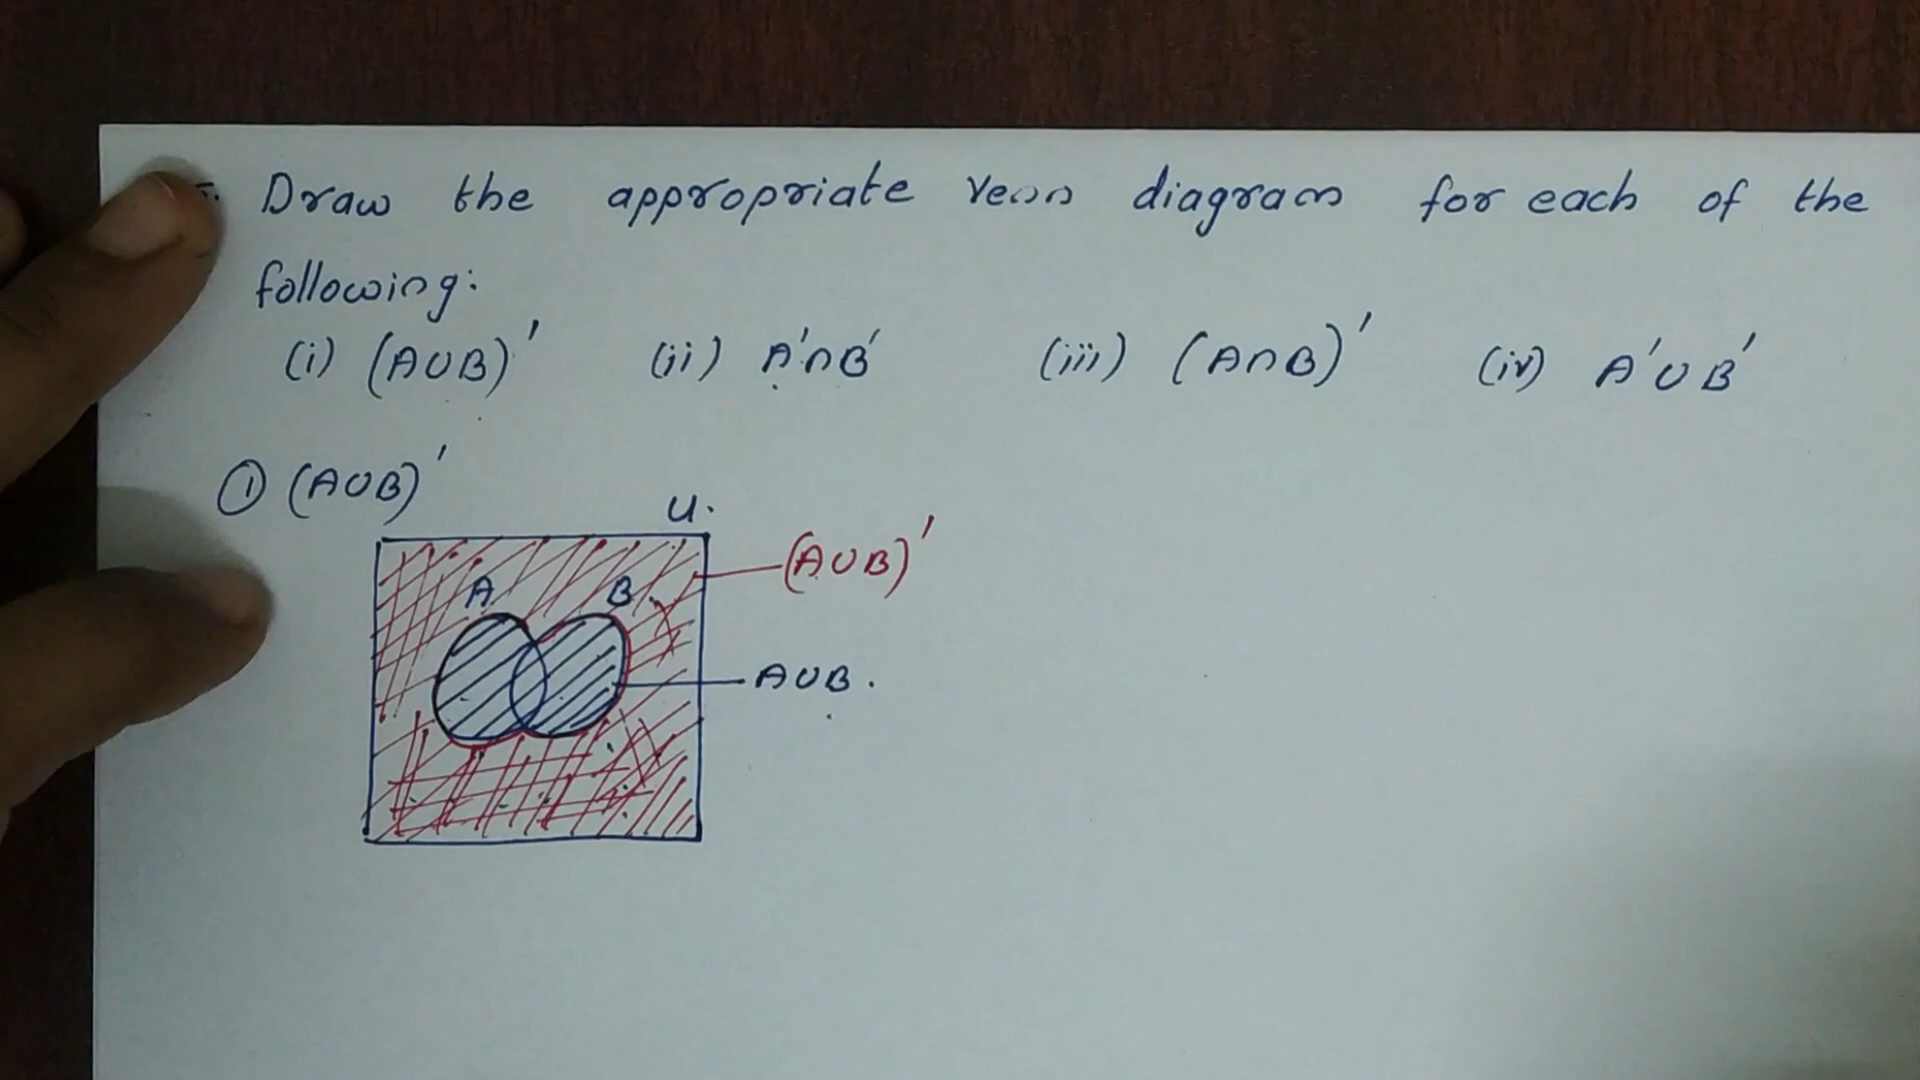 Draw the appropriate Venn diagram for each of the
following:
(i) (A∪B)' (ii) A'∩B' (iii) (A∩B)' (iv) A'∪B'
① (A∪B)'
U.
(A∪B)'
A B
A∪B.